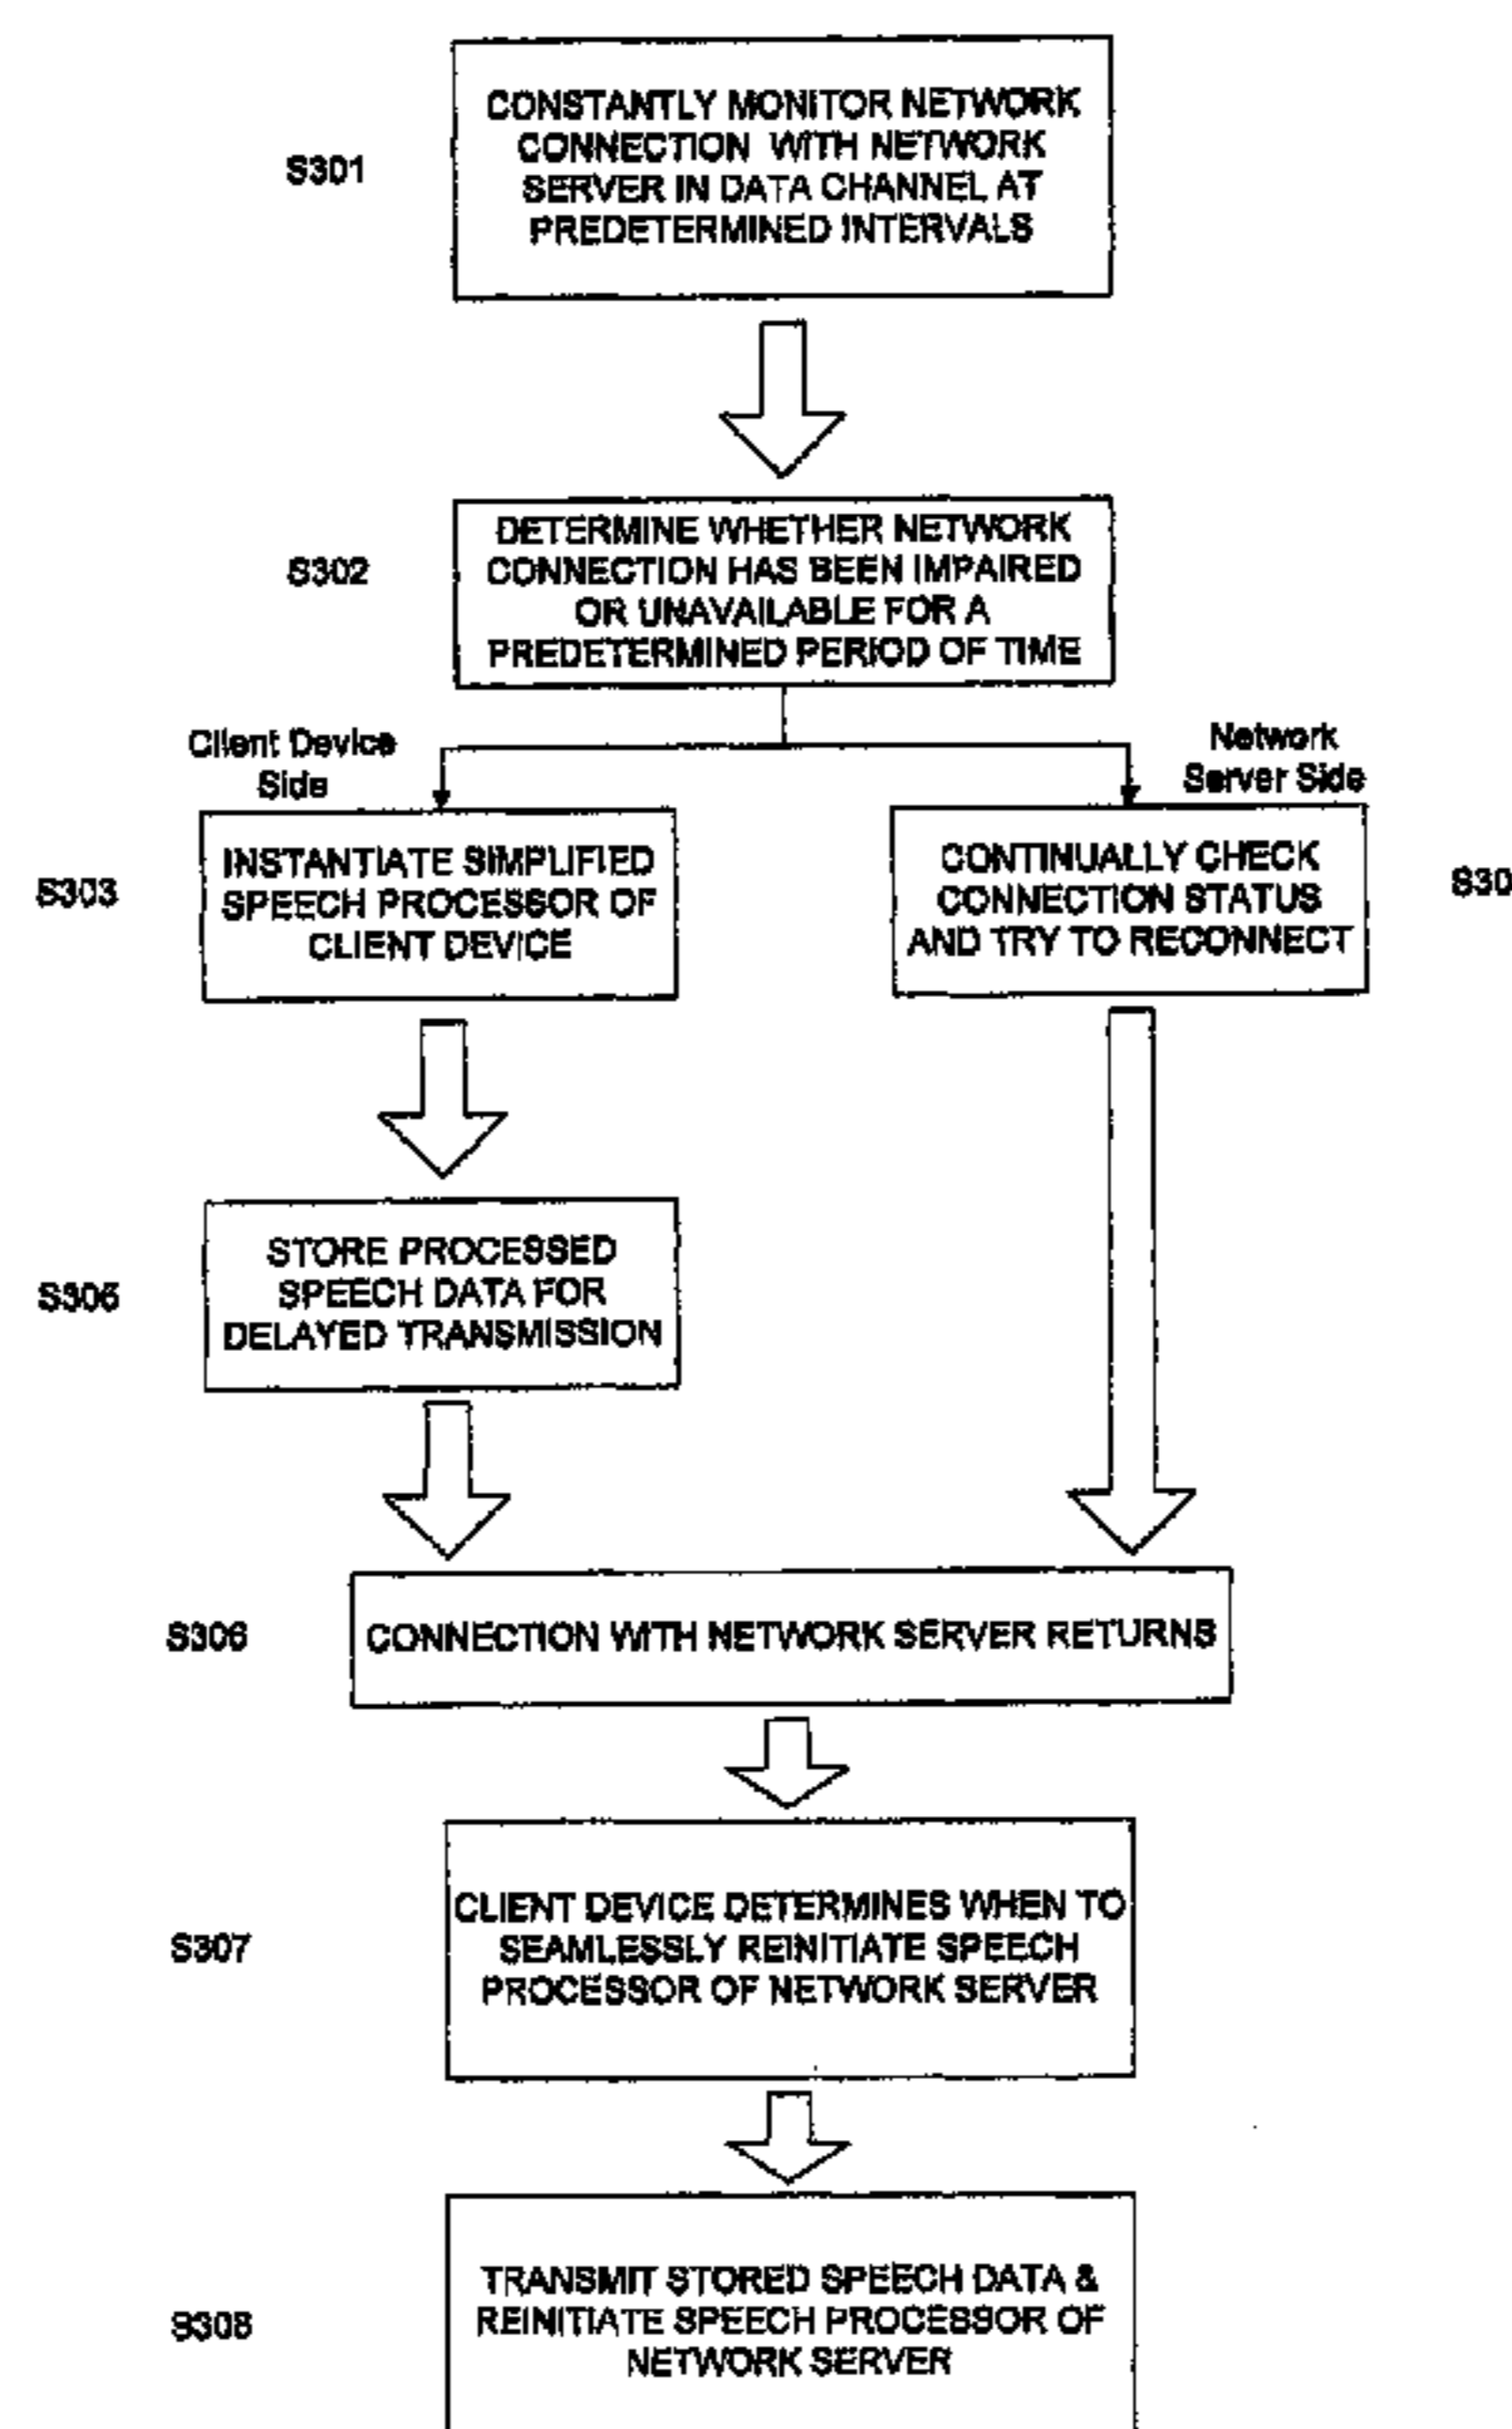 CONSTANTLY MONITOR NETWORK
CONNECTION WITH NETWORK
SERVER IN DATA CHANNEL AT
PREDETERMINED INTERVALS
S301
DETERMINE WHETHER NETWORK
CONNECTION HAS BEEN IMPAIRED
OR UNAVAILABLE FOR A
PREDETERMINED PERIOD OF TIME
S302
Client Device
Side
Network
Server Side
S303
INSTANTIATE SIMPLIFIED
SPEECH PROCESSOR OF
CLIENT DEVICE
CONTINUALLY CHECK
CONNECTION STATUS
AND TRY TO RECONNECT
S30
S305
STORE PROCESSED
SPEECH DATA FOR
DELAYED TRANSMISSION
S306
CONNECTION WITH NETWORK SERVER RETURNS
S307
CLIENT DEVICE DETERMINES WHEN TO
SEAMLESSLY REINITIATE SPEECH
PROCESSOR OF NETWORK SERVER
S308
TRANSMIT STORED SPEECH DATA &
REINITIATE SPEECH PROCESSOR OF
NETWORK SERVER